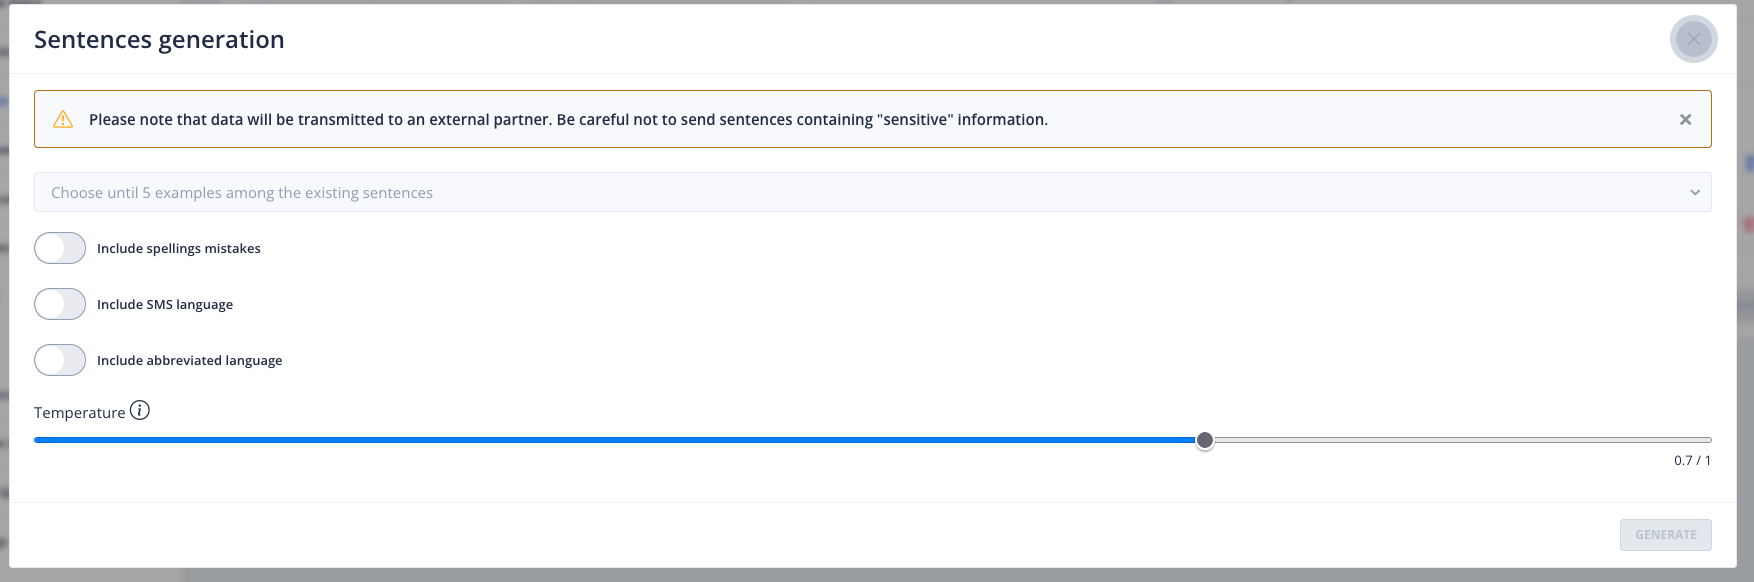 Sentences generation
Please note that data will be transmitted to an external partner. Be careful not to send sentences containing "sensitive" information.
Choose until 5 examples among the existing sentences
Include spellings mistakes
Include SMS language
Include abbreviated language
Temperature
0.7 / 1
GENERATE